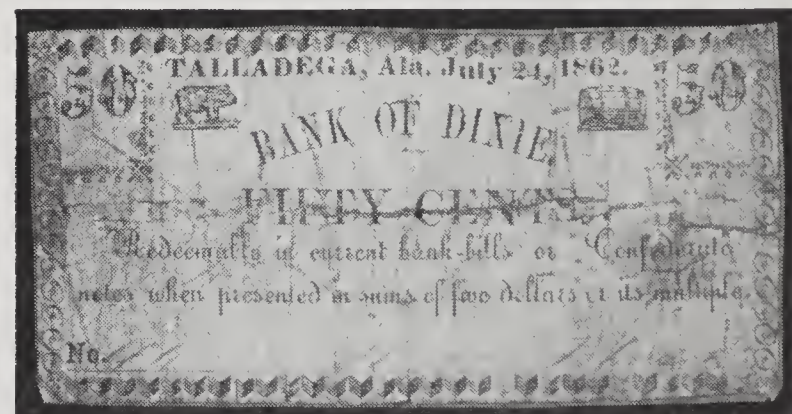 50 TALLADEGA, Ala. July 24, 1862. 50
BANK OF DIXIE
FIFTY CENTS.
Redeemable in current bank-bills or Confederate
notes when presented in sums of two dollars or its multiple.
No.